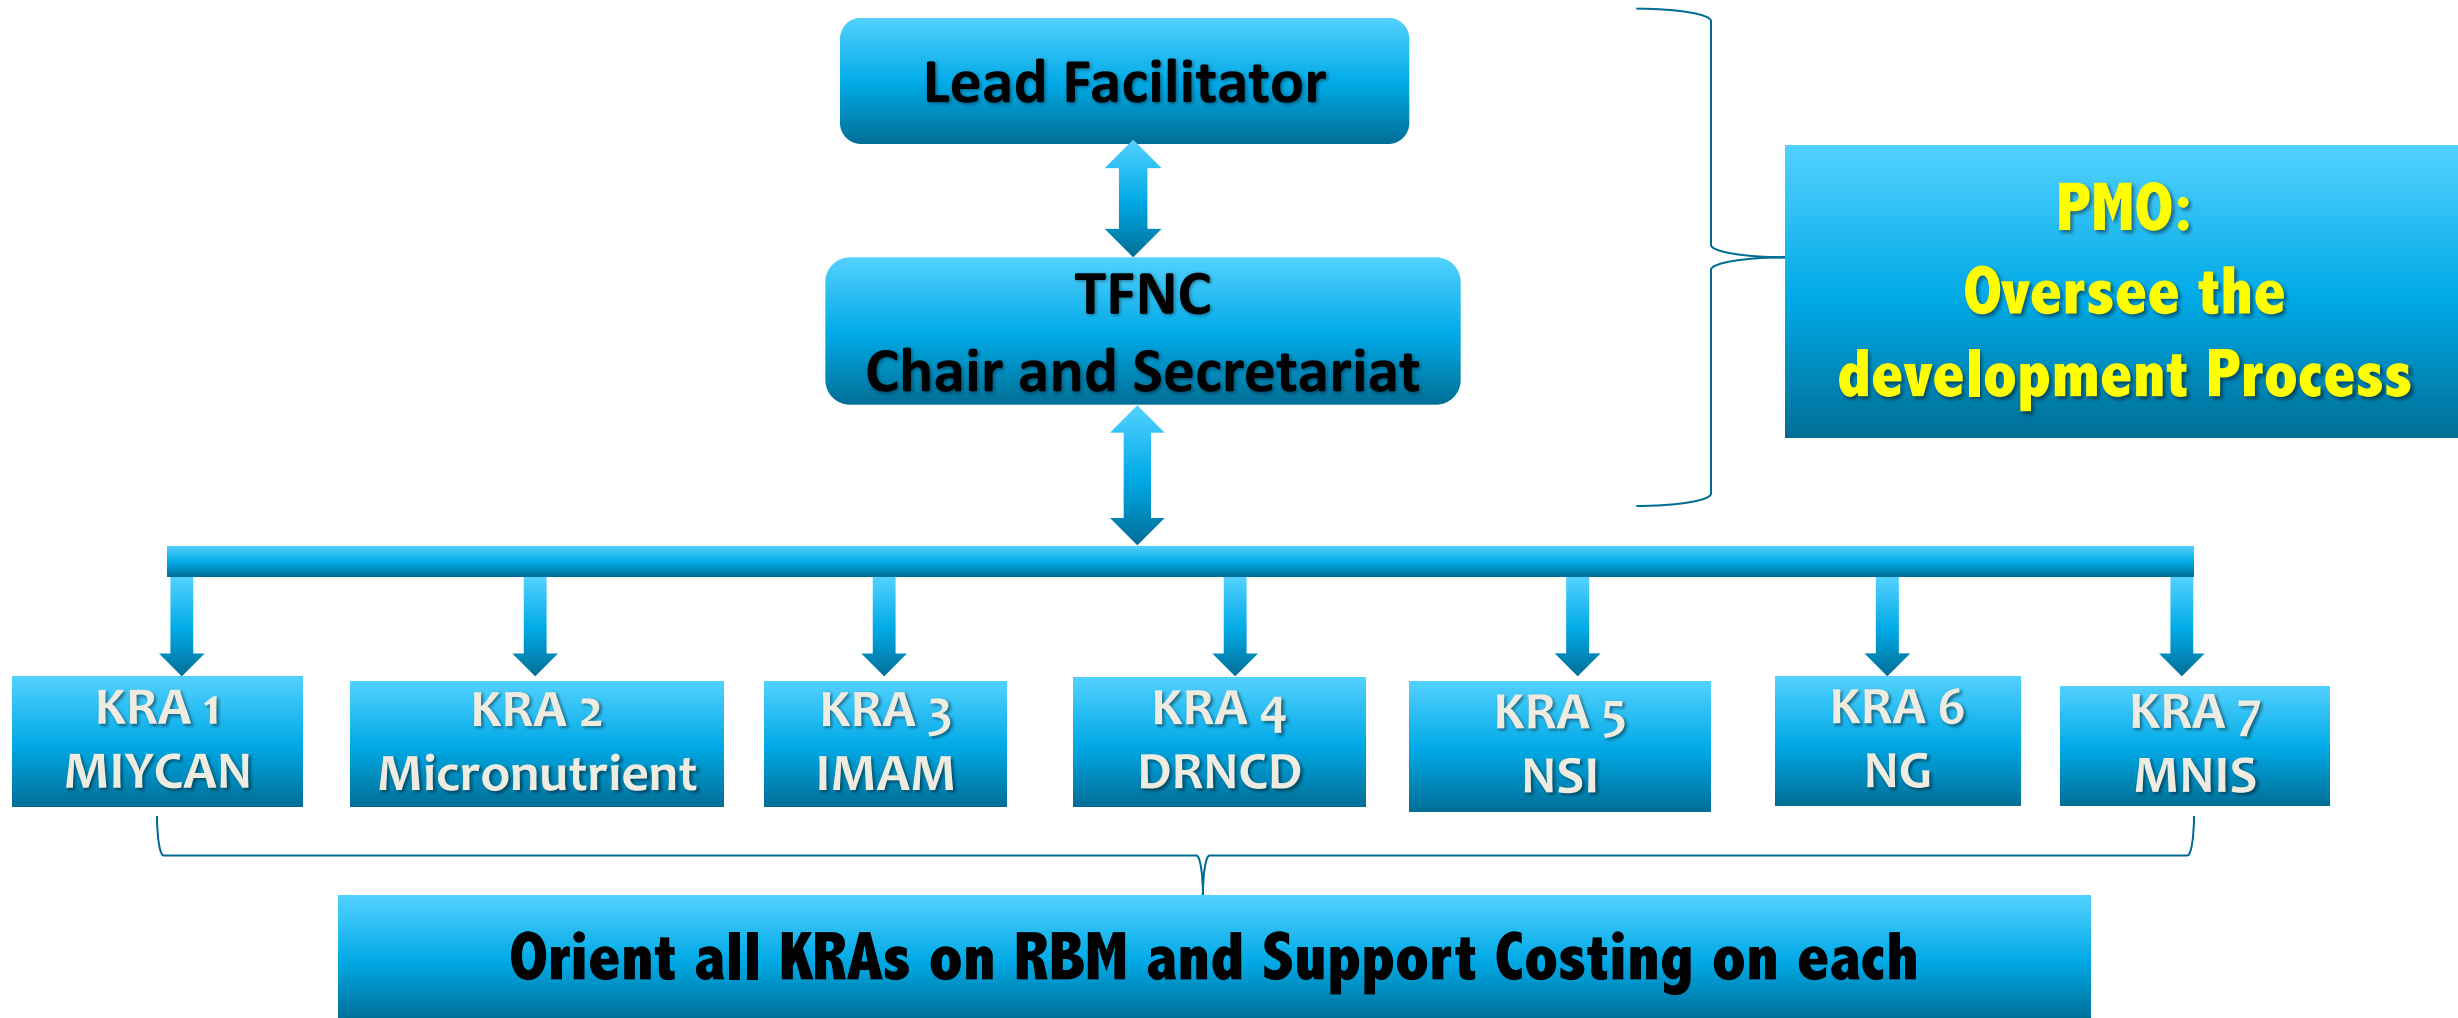 Lead Facilitator
PMO:
Oversee the
development Process
TFNC
Chair and Secretariat
KRA 1
MIYCAN
KRA 2
Micronutrient
KRA 3
IMAM
KRA 4
DRNCD
KRA 5
NSI
KRA 6
NG
KRA 7
MNIS
Orient all KRAs on RBM and Support Costing on each